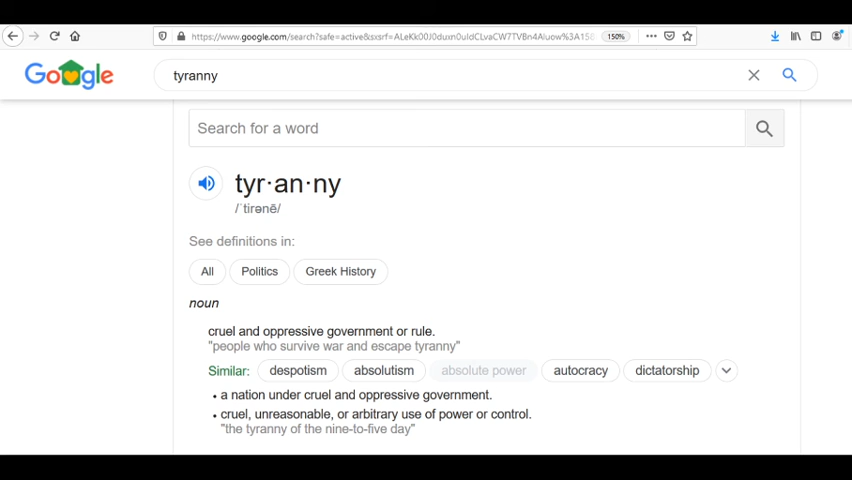 https://www.google.com/search?safe=active&sxsrf=ALeKk00J0duxn0uldCLvaCW7TVBn4Aluow%3A158 150% ...
Google tyranny
Search for a word
tyr·an·ny
/ˈtirənē/
See definitions in:
All Politics Greek History
noun
cruel and oppressive government or rule.
"people who survive war and escape tyranny"
Similar: despotism absolutism absolute power autocracy dictatorship
• a nation under cruel and oppressive government.
• cruel, unreasonable, or arbitrary use of power or control.
"the tyranny of the nine-to-five day"